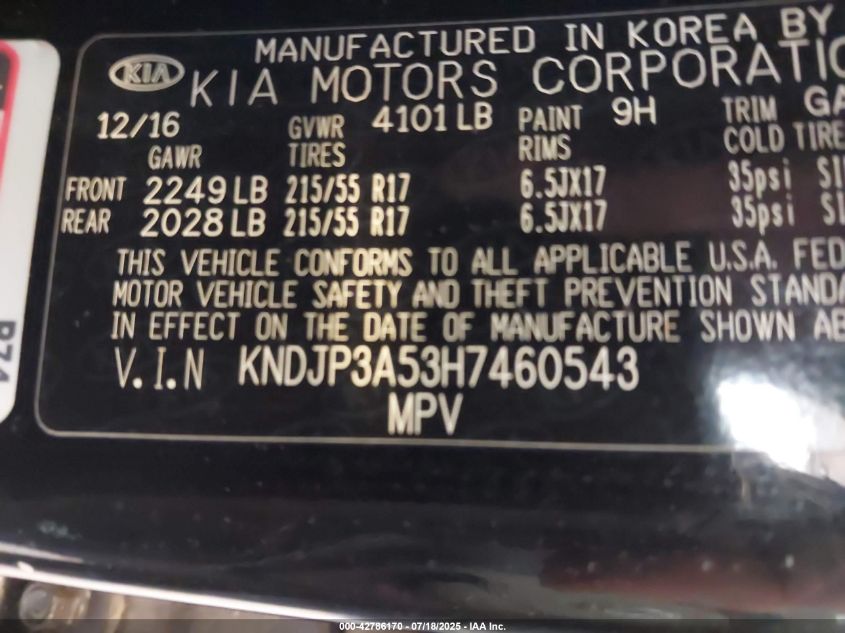 MANUFACTURED IN KOREA BY
KIA KIA MOTORS CORPORATIO
12/16 GVWR 4101 LB PAINT 9H TRIM GA
GAWR TIRES RIMS COLD TIRE
FRONT 2249 LB 215/55 R17 6.5JX17 35psi
REAR 2028 LB 215/55 R17 6.5JX17 35psi
THIS VEHICLE CONFORMS TO ALL APPLICABLE U.S.A. FED
MOTOR VEHICLE SAFETY AND THEFT PREVENTION STANDA
IN EFFECT ON THE DATE OF MANUFACTURE SHOWN AB
V.I.N KNDJP3A53H7460543
MPV
KNA-42786170 - 07/18/2025 - IAA Inc.